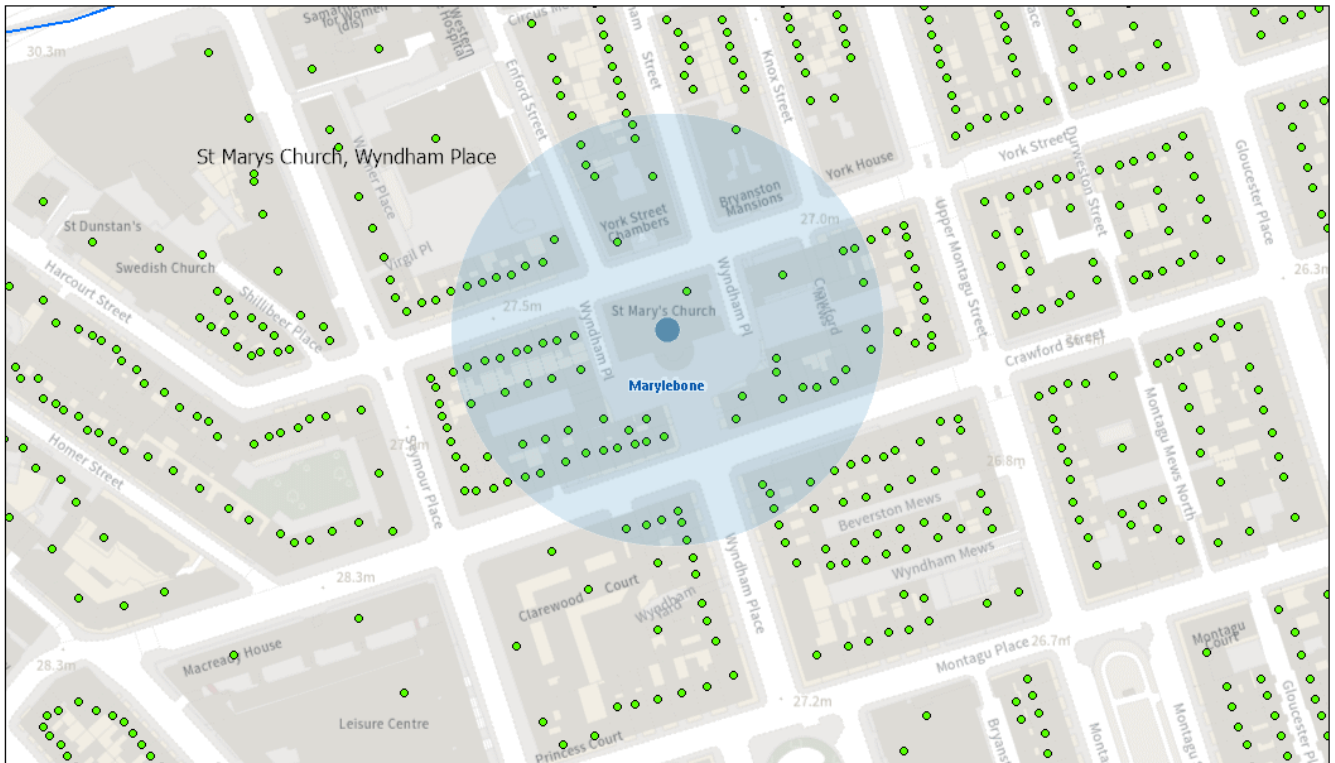 Samaritan
for Women
(dis)
Western
Hospital
Circus Mews
30.3m
Enford Street
Street
Knox Street
York Street
Durweston Street
Gloucester Place
St Marys Church, Wyndham Place
York House
Bryanston
Mansions
York Street
Chambers
27.0m
Upper Montagu Street
26.3m
St Dunstan's
Swedish Church
Virgil Pl
Harcourt Street
Shillibeer Place
27.5m
Wyndham Pl
St Mary's Church
Wyndham Pl
Crawford
Mews
Crawford Street
Marylebone
Homer Street
Seymour Place
26.8m
Montagu Mews North
Beverston Mews
Wyndham Mews
28.3m
Clarewood Court
Wyndham
Yard
Wyndham Place
28.3m
Macready House
Montagu Place
26.7m
Montagu
Court
27.2m
Leisure Centre
Princess Court
Gloucester Pl